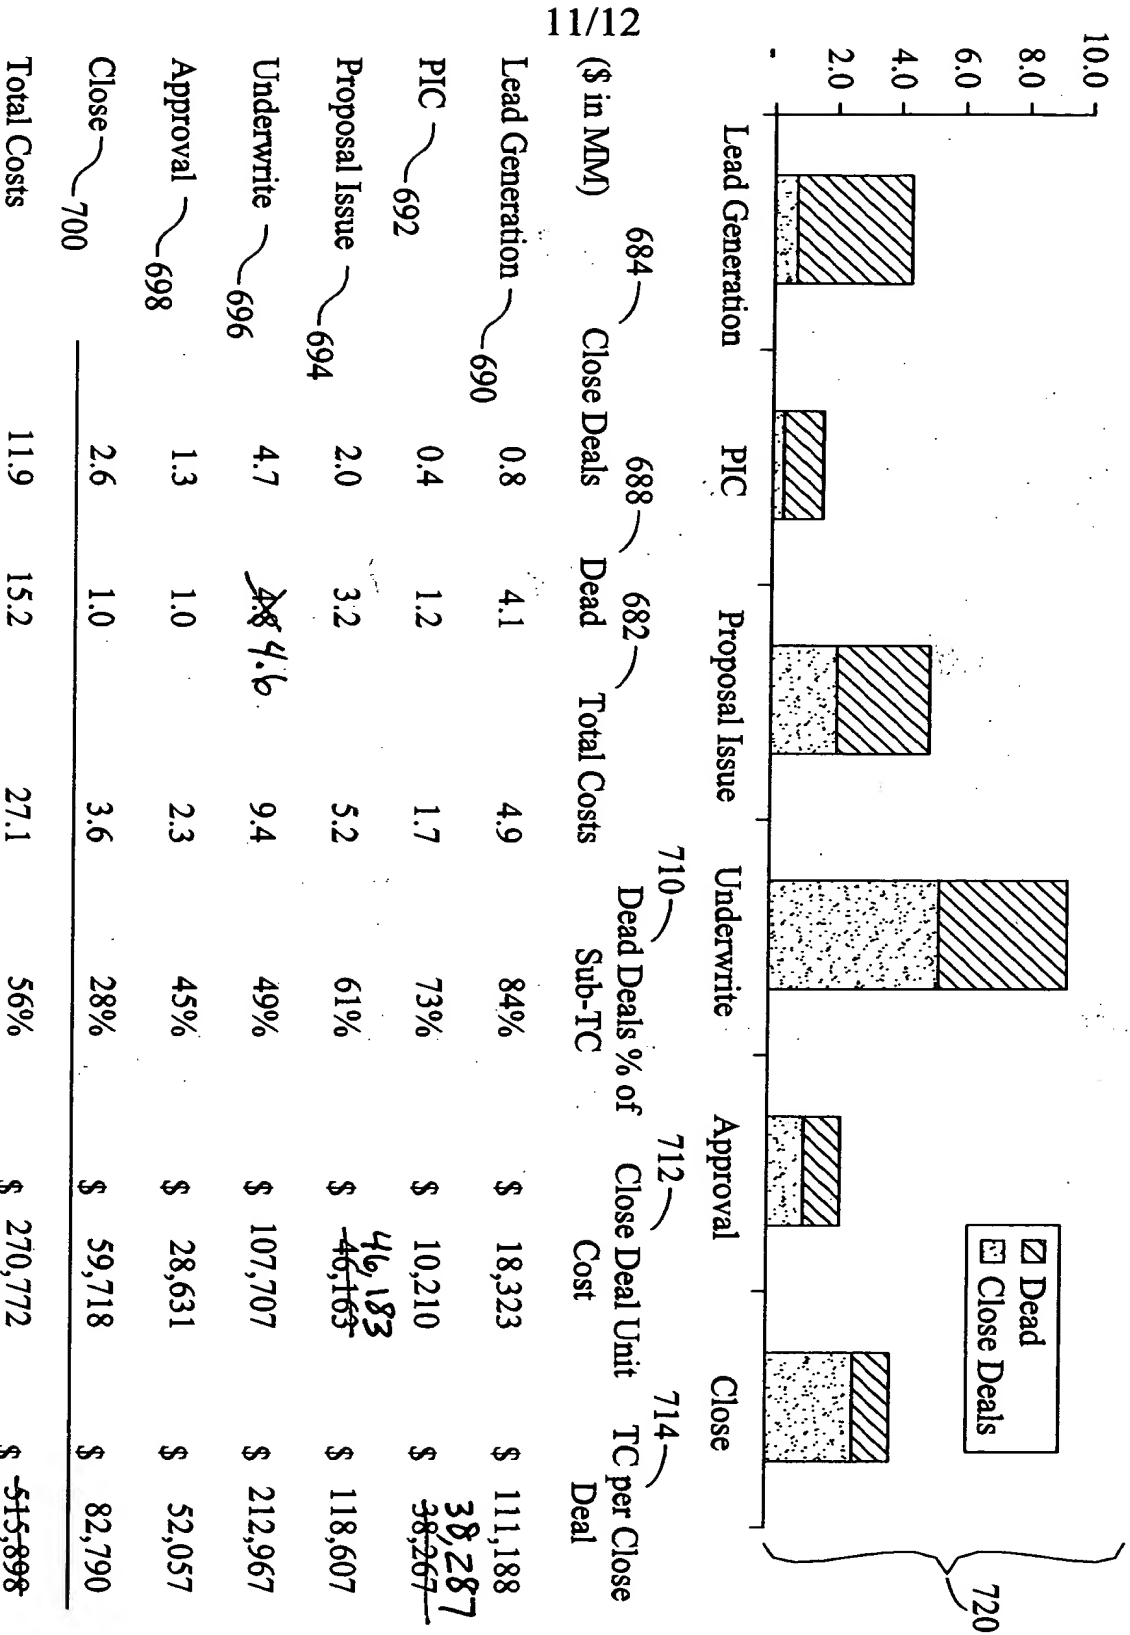 11/12
10.0
8.0
6.0
4.0
2.0
-
Lead Generation PIC Proposal Issue Underwrite Approval Close
Dead
Close Deals
720
684 688 682 710 712 714
Dead Deals % of Close Deal Unit TC per Close
($ in MM) Close Deals Dead Total Costs Sub-TC Cost Deal
Lead Generation 690 0.8 4.1 4.9 84% $ 18,323 $ 111,188
38,287
PIC 692 0.4 1.2 1.7 73% $ 10,210 $ 38,267
46,183
Proposal Issue 694 2.0 3.2 5.2 61% $ 46,163 $ 118,607
Underwrite 696 4.7 4.8 4.6 9.4 49% $ 107,707 $ 212,967
Approval 698 1.3 1.0 2.3 45% $ 28,631 $ 52,057
Close 700 2.6 1.0 3.6 28% $ 59,718 $ 82,790
Total Costs 11.9 15.2 27.1 56% $ 270,772 $ 515,898